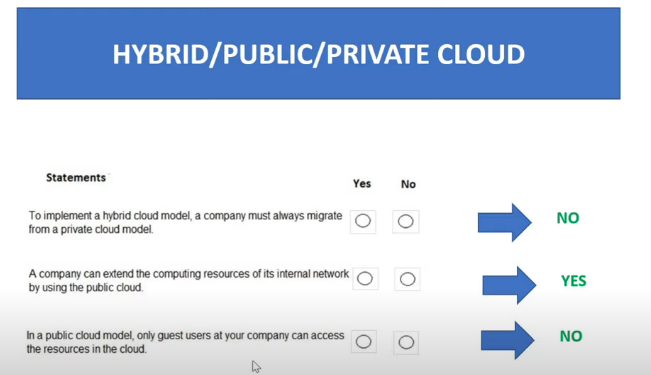 HYBRID/PUBLIC/PRIVATE CLOUD
Statements
Yes No
To implement a hybrid cloud model, a company must always migrate
from a private cloud model.
NO
A company can extend the computing resources of its internal network
by using the public cloud.
YES
In a public cloud model, only guest users at your company can access
the resources in the cloud.
NO